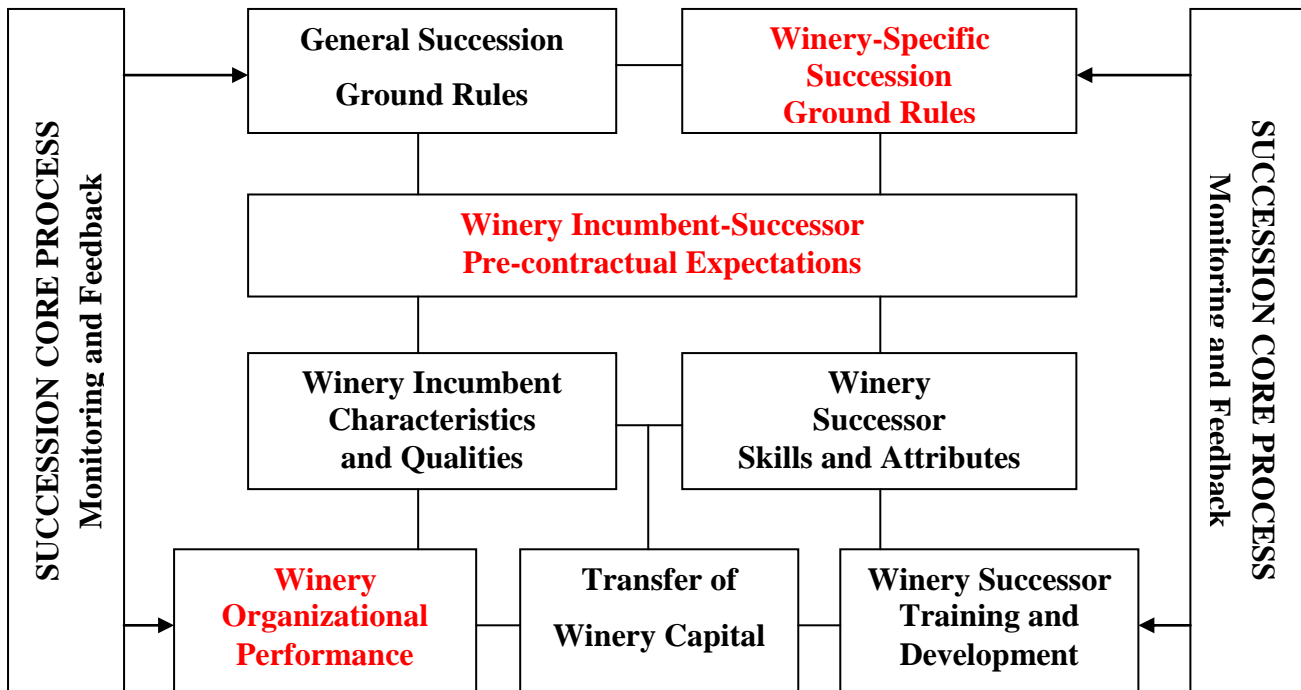 SUCCESSION CORE PROCESS
Monitoring and Feedback
General Succession
Ground Rules
Winery-Specific
Succession
Ground Rules
Winery Incumbent-Successor
Pre-contractual Expectations
Winery Incumbent
Characteristics
and Qualities
Winery
Successor
Skills and Attributes
Winery
Organizational
Performance
Transfer of
Winery Capital
Winery Successor
Training and
Development
SUCCESSION CORE PROCESS
Monitoring and Feedback